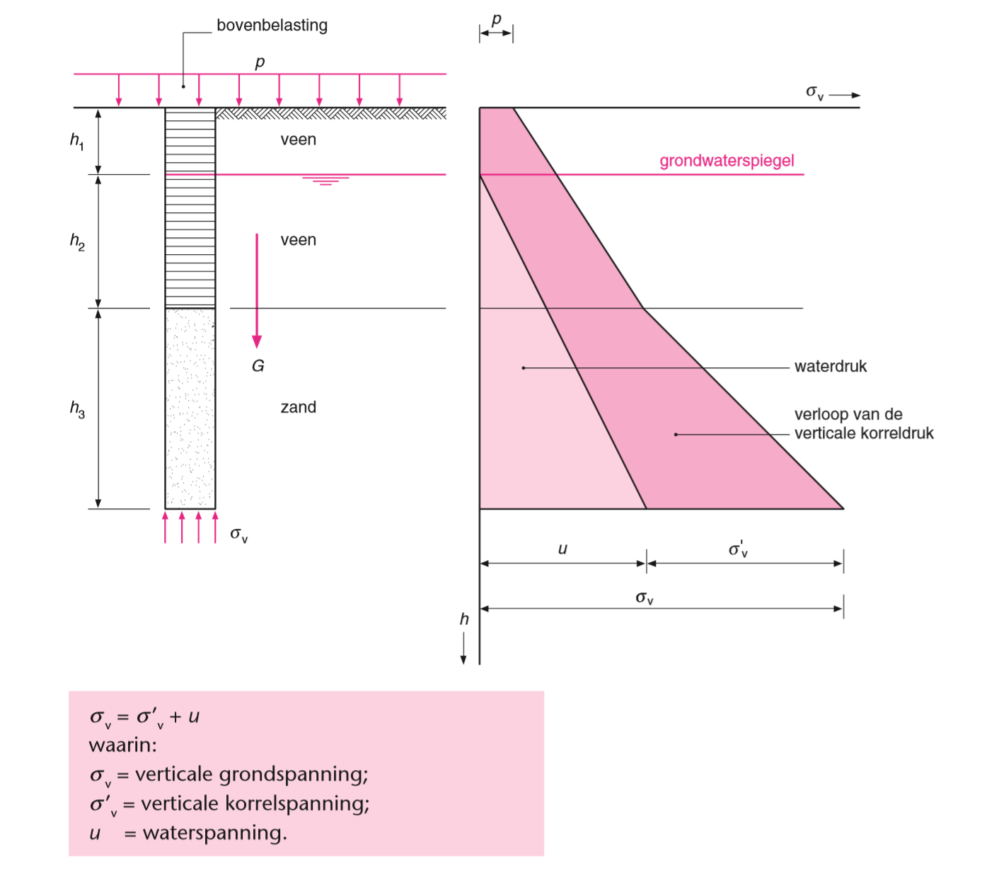 bovenbelasting
p
p
σv
h1
veen
grondwaterspiegel
h2
veen
G
waterdruk
h3
zand
verloop van de
verticale korreldruk
σv
u
σ'v
σv
h
σv = σ′v + u
waarin:
σv = verticale grondspanning;
σ′v = verticale korrelspanning;
u = waterspanning.